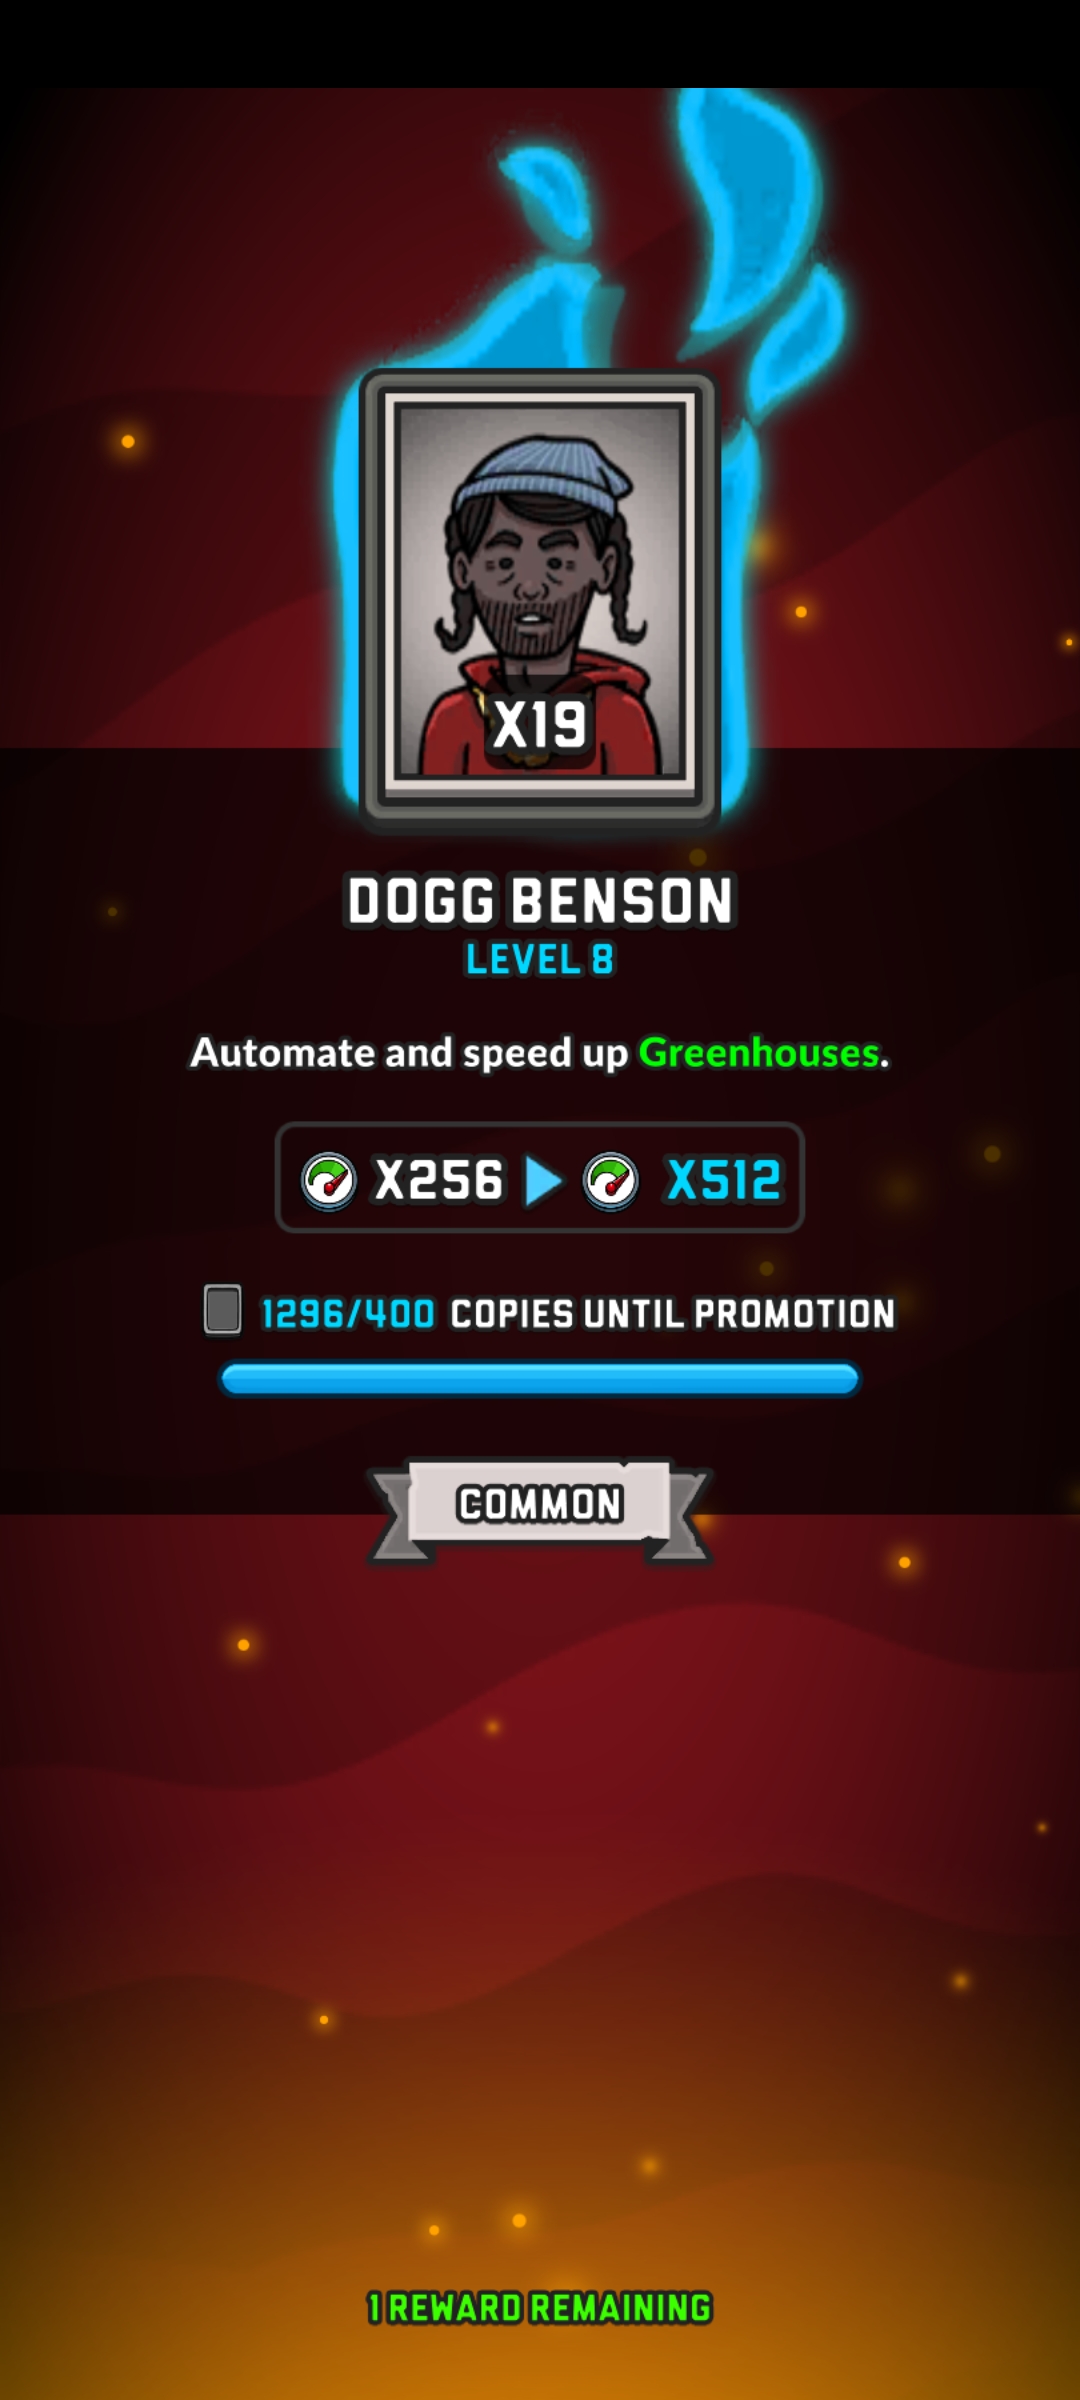 X19
DOGG BENSON
LEVEL 8
Automate and speed up Greenhouses.
X256 X512
1296/400 COPIES UNTIL PROMOTION
COMMON
1 REWARD REMAINING